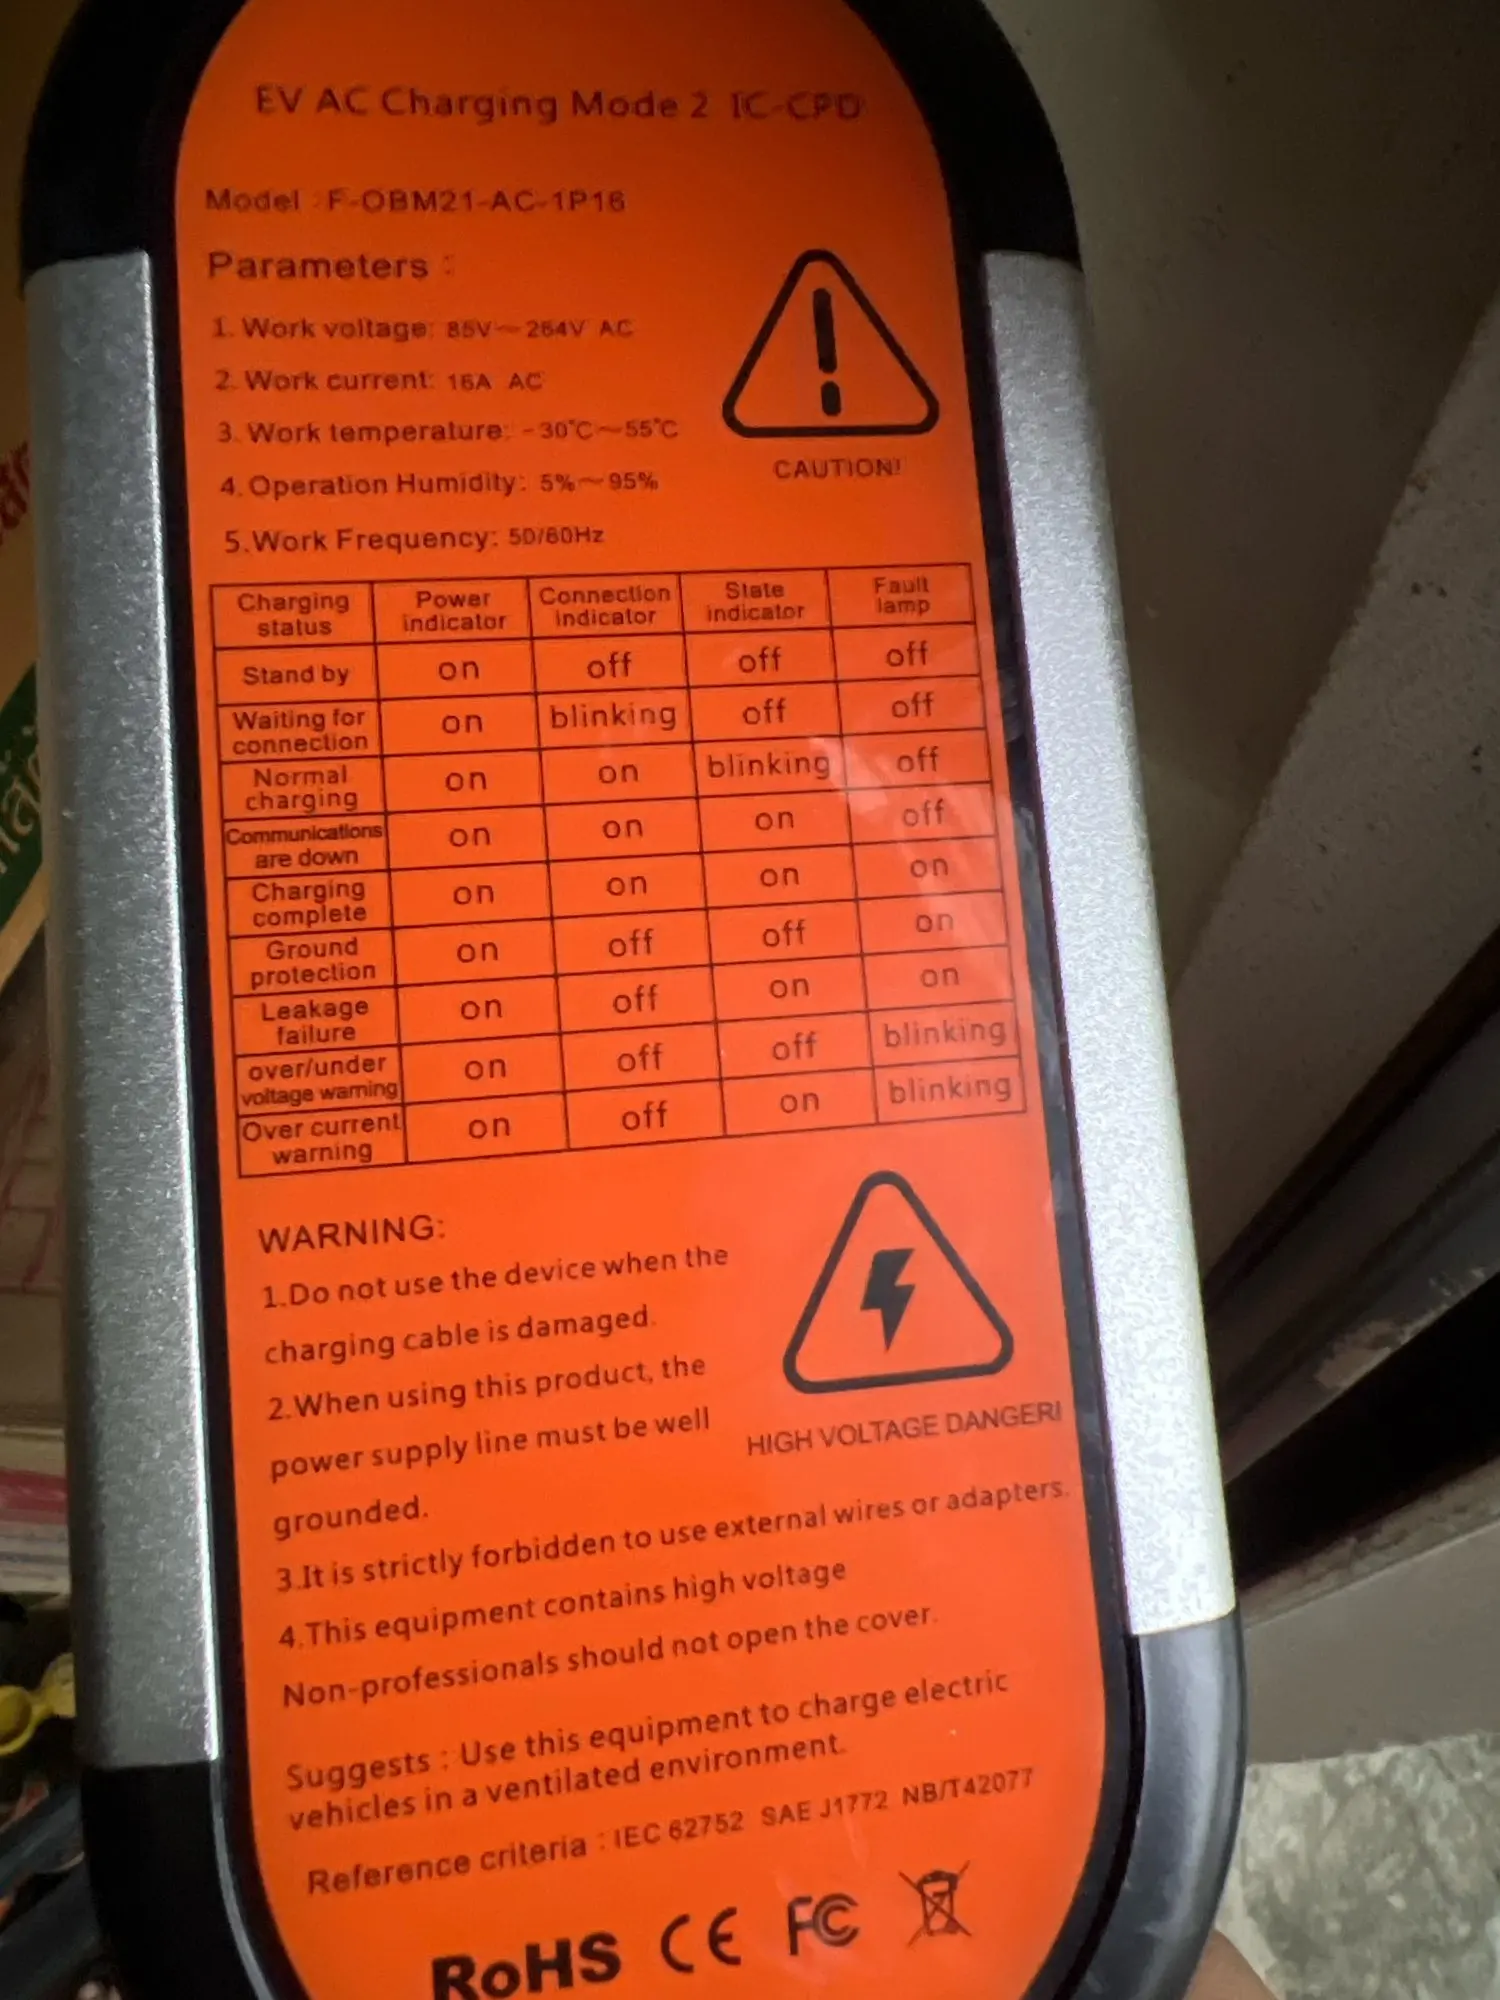 EV AC Charging Mode 2 IC-CPD
Model : F-OBM21-AC-1P16
Parameters :
1. Work voltage: 85V~264V AC
2. Work current: 16A AC
3. Work temperature: -30°C~55°C
4. Operation Humidity: 5%~95%
5.Work Frequency: 50/60Hz
CAUTION!
Charging status Power indicator Connection indicator State indicator Fault lamp
Stand by on off off off
Waiting for connection on blinking off off
Normal charging on on blinking off
Communications are down on on on off
Charging complete on on on on
Ground protection on off off on
Leakage failure on off on on
over/under voltage warning on off off blinking
Over current warning on off on blinking
WARNING:
1.Do not use the device when the
charging cable is damaged.
2.When using this product, the
power supply line must be well
grounded.
HIGH VOLTAGE DANGER!
3.It is strictly forbidden to use external wires or adapters.
4.This equipment contains high voltage
Non-professionals should not open the cover.
Suggests : Use this equipment to charge electric
vehicles in a ventilated environment.
Reference criteria : IEC 62752 SAE J1772 NB/T42077
RoHS CE FC